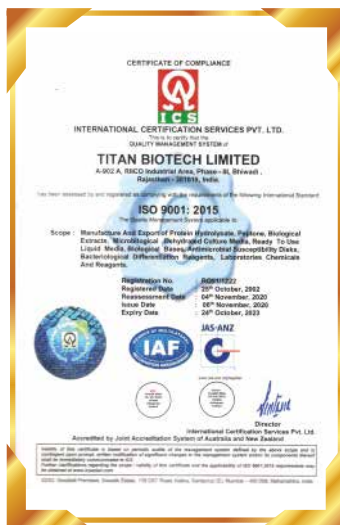 CERTIFICATE OF COMPLIANCE
ICS
INTERNATIONAL CERTIFICATION SERVICES PVT. LTD.
This is to certify that the
QUALITY MANAGEMENT SYSTEM of
TITAN BIOTECH LIMITED
A-902 A, RIICO Industrial Area, Phase - III, Bhiwadi,
Rajasthan - 301019, India.
has been assessed by and registered as complying with the requirements of the following International Standard
ISO 9001: 2015
The Quality Management System applicable to
Scope : Manufacture And Export of Protein Hydrolysate, Peptone, Biological
Extracts, Microbiological Dehydrated Culture Media, Ready To Use
Liquid Media, Biological Bases, Antimicrobial Susceptibility Disks,
Bacteriological Differentiation Reagents, Laboratories Chemicals
And Reagents.
Registration No.
Registered Date : 25th October, 2002
Reassessment Date : 04th November, 2020
Issue Date : 06th November, 2020
Expiry Date : 24th October, 2023
JAS-ANZ
IAF
Director
International Certification Services Pvt. Ltd.
Accredited by Joint Accreditation System of Australia and New Zealand